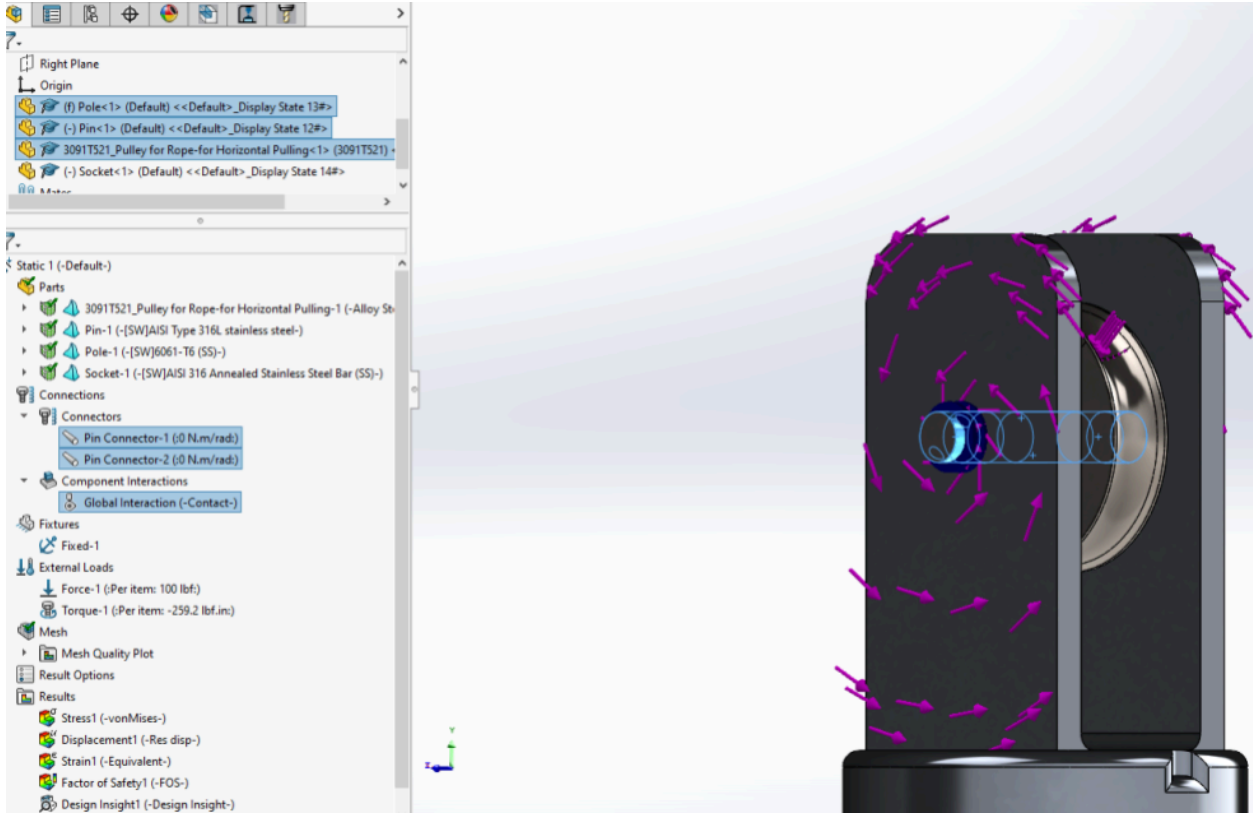 Right Plane
Origin
(f) Pole<1> (Default) <<Default>_Display State 13#>
(-) Pin<1> (Default) <<Default>_Display State 12#>
3091T521_Pulley for Rope-for Horizontal Pulling<1> (3091T521)
(-) Socket<1> (Default) <<Default>_Display State 14#>
Mates
Static 1 (-Default-)
Parts
3091T521_Pulley for Rope-for Horizontal Pulling-1 (-Alloy St
Pin-1 (-[SW]AISI Type 316L stainless steel-)
Pole-1 (-[SW]6061-T6 (SS)-)
Socket-1 (-[SW]AISI 316 Annealed Stainless Steel Bar (SS)-)
Connections
Connectors
Pin Connector-1 (:0 N.m/rad:)
Pin Connector-2 (:0 N.m/rad:)
Component Interactions
Global Interaction (-Contact-)
Fixtures
Fixed-1
External Loads
Force-1 (:Per item: 100 lbf:)
Torque-1 (:Per item: -259.2 lbf.in:)
Mesh
Mesh Quality Plot
Result Options
Results
Stress1 (-vonMises-)
Displacement1 (-Res disp-)
Strain1 (-Equivalent-)
Factor of Safety1 (-FOS-)
Design Insight1 (-Design Insight-)
Y
Z